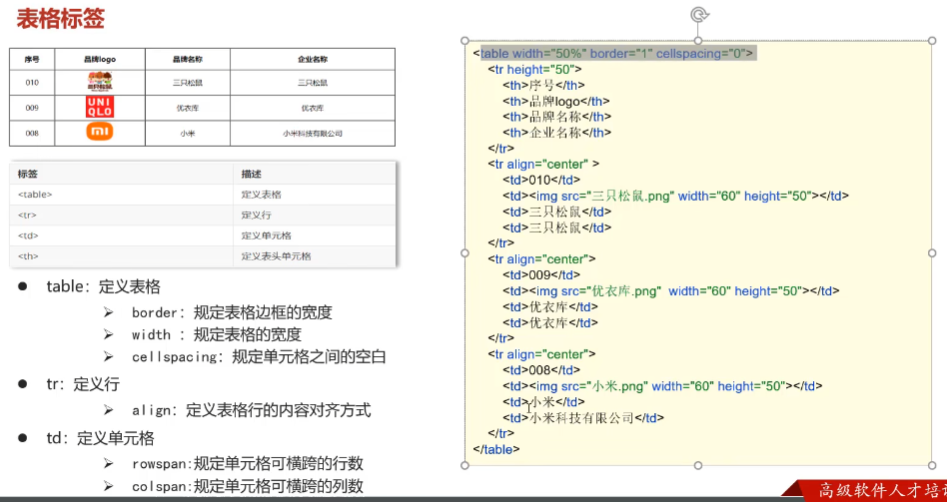 表格标签
序号 品牌logo 品牌名称 企业名称
010 三只松鼠 三只松鼠
009 UNI QLO 优衣库 优衣库
008 小米 小米科技有限公司
标签 描述
<table> 定义表格
<tr> 定义行
<td> 定义单元格
<th> 定义表头单元格
● table: 定义表格
➢ border: 规定表格边框的宽度
➢ width : 规定表格的宽度
➢ cellspacing: 规定单元格之间的空白
● tr: 定义行
➢ align: 定义表格行的内容对齐方式
● td: 定义单元格
➢ rowspan:规定单元格可横跨的行数
➢ colspan:规定单元格可横跨的列数
<table width="50%" border="1" cellspacing="0">
<tr height="50">
<th>序号</th>
<th>品牌logo</th>
<th>品牌名称</th>
<th>企业名称</th>
</tr>
<tr align="center" >
<td>010</td>
<td><img src="三只松鼠.png" width="60" height="50"></td>
<td>三只松鼠</td>
<td>三只松鼠</td>
</tr>
<tr align="center">
<td>009</td>
<td><img src="优衣库.png"  width="60" height="50"></td>
<td>优衣库</td>
<td>优衣库</td>
</tr>
<tr align="center">
<td>008</td>
<td><img src="小米.png" width="60" height="50"></td>
<td>小米</td>
<td>小米科技有限公司</td>
</tr>
</table>
高级软件人才培